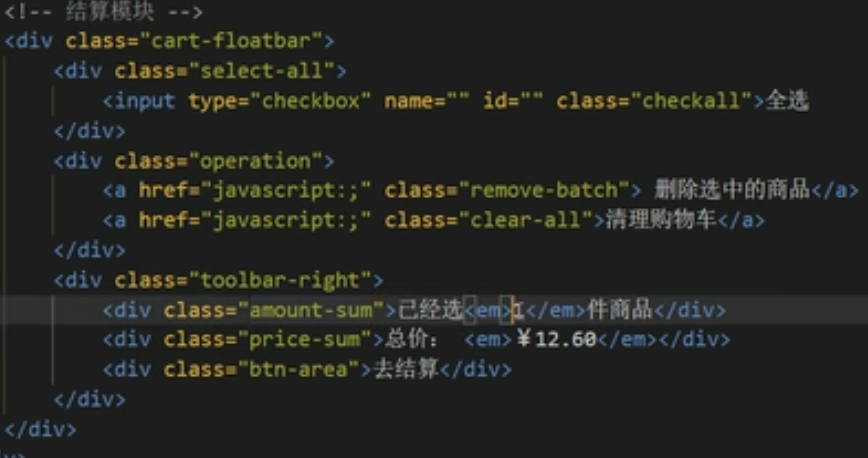 <!-- 结算模块 -->
<div class="cart-floatbar">
<div class="select-all">
<input type="checkbox" name="" id="" class="checkall">全选
</div>
<div class="operation">
<a href="javascript:;" class="remove-batch"> 删除选中的商品</a>
<a href="javascript:;" class="clear-all">清理购物车</a>
</div>
<div class="toolbar-right">
<div class="amount-sum">已经选<em>1</em>件商品</div>
<div class="price-sum">总价： <em>￥12.60</em></div>
<div class="btn-area">去结算</div>
</div>
</div>